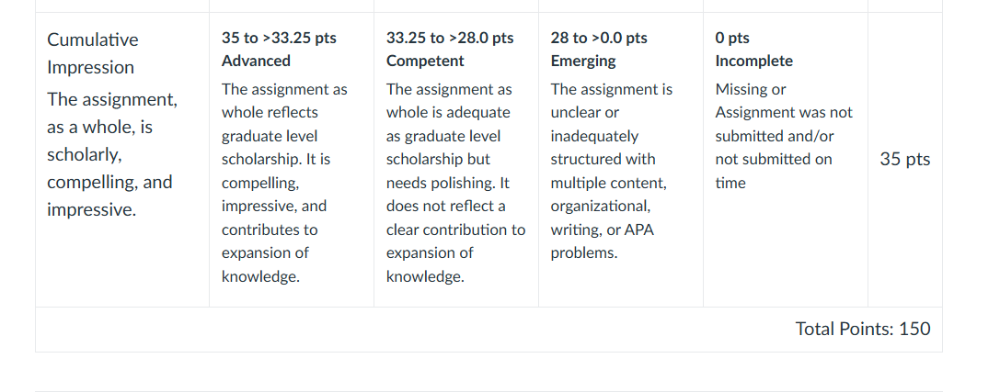 Cumulative
Impression
The assignment,
as a whole, is
scholarly,
compelling, and
impressive.
35 to >33.25 pts
Advanced
The assignment as
whole reflects
graduate level
scholarship. It is
compelling,
impressive, and
contributes to
expansion of
knowledge.
33.25 to >28.0 pts
Competent
The assignment as
whole is adequate
as graduate level
scholarship but
needs polishing. It
does not reflect a
clear contribution to
expansion of
knowledge.
28 to >0.0 pts
Emerging
The assignment is
unclear or
inadequately
structured with
multiple content,
organizational,
writing, or APA
problems.
0 pts
Incomplete
Missing or
Assignment was not
submitted and/or
not submitted on
time
35 pts
Total Points: 150